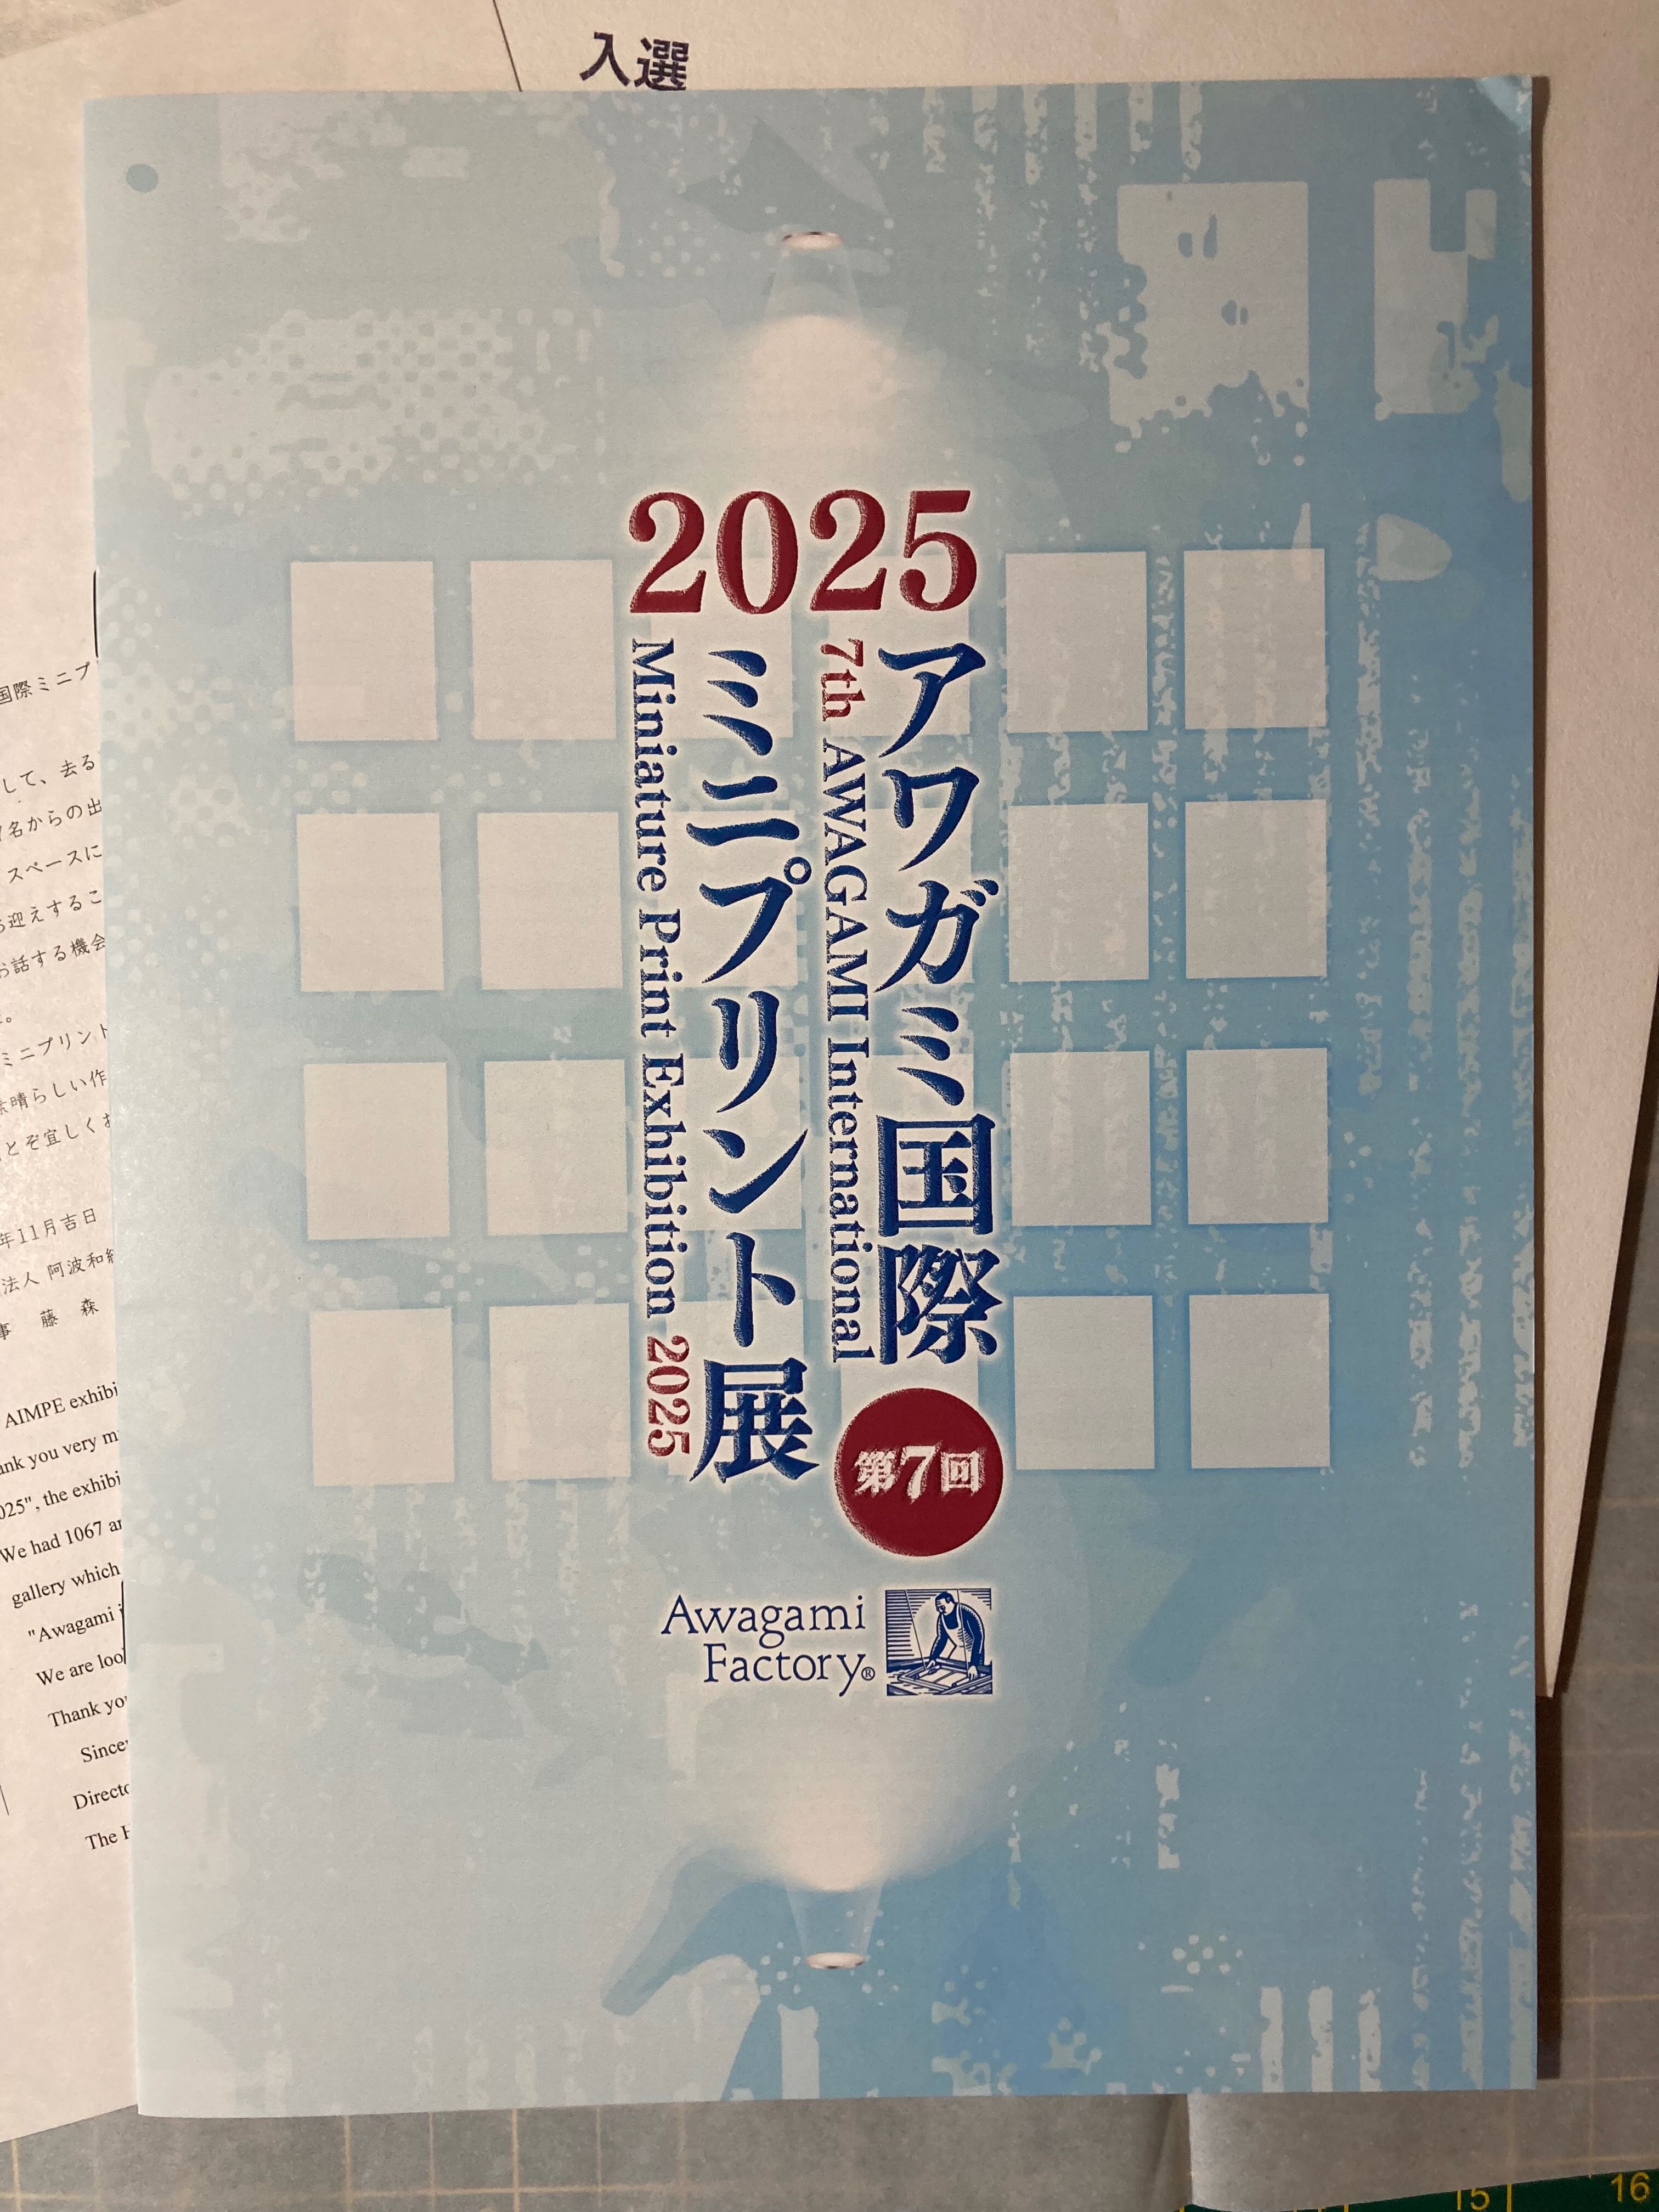 入選
2025
アワガミ国際
7th AWAGAMI International
ミニプリント展
Miniature Print Exhibition 2025
第7回
Awagami
Factory®
国際ミニプ
して、去る
名からの出
スペースに
迎えするこ
お話する機会
ミニプリント
晴らしい作
とぞ宜しくお
年11月吉日
法人 阿波和紙
事 藤 森
AIMPE exhibi
ank you very m
025", the exhibi
We had 1067 ar
gallery which
"Awagami i
We are loo
Thank yo
Since
Directo
The H
15
16